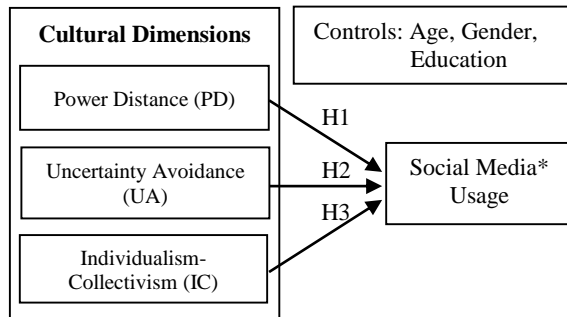 Cultural Dimensions
Controls: Age, Gender,
Education
Power Distance (PD)
H1
Uncertainty Avoidance
(UA)
H2
Social Media*
Usage
H3
Individualism-
Collectivism (IC)